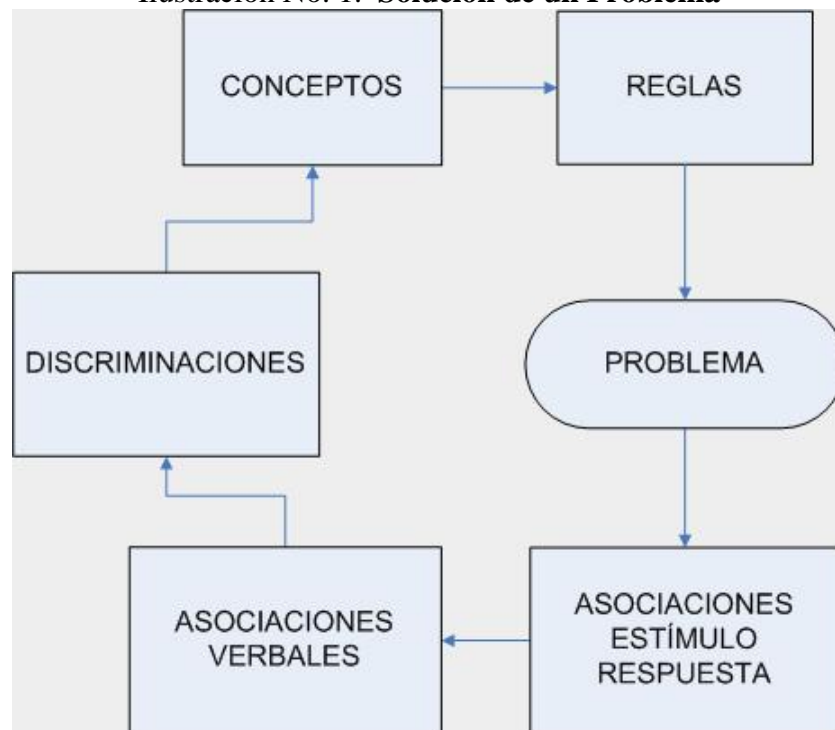 Ilustración No. 1. Solución de un Problema
CONCEPTOS
REGLAS
DISCRIMINACIONES
PROBLEMA
ASOCIACIONES
VERBALES
ASOCIACIONES
ESTÍMULO
RESPUESTA